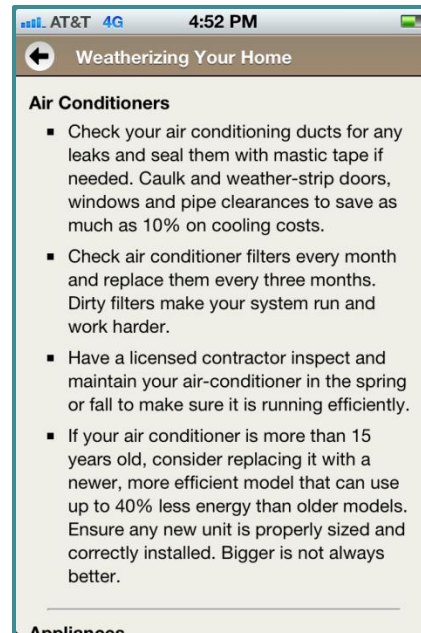 AT&T 4G 4:52 PM
Weatherizing Your Home
Air Conditioners
▪ Check your air conditioning ducts for any
leaks and seal them with mastic tape if
needed. Caulk and weather-strip doors,
windows and pipe clearances to save as
much as 10% on cooling costs.
▪ Check air conditioner filters every month
and replace them every three months.
Dirty filters make your system run and
work harder.
▪ Have a licensed contractor inspect and
maintain your air-conditioner in the spring
or fall to make sure it is running efficiently.
▪ If your air conditioner is more than 15
years old, consider replacing it with a
newer, more efficient model that can use
up to 40% less energy than older models.
Ensure any new unit is properly sized and
correctly installed. Bigger is not always
better.
Appliances